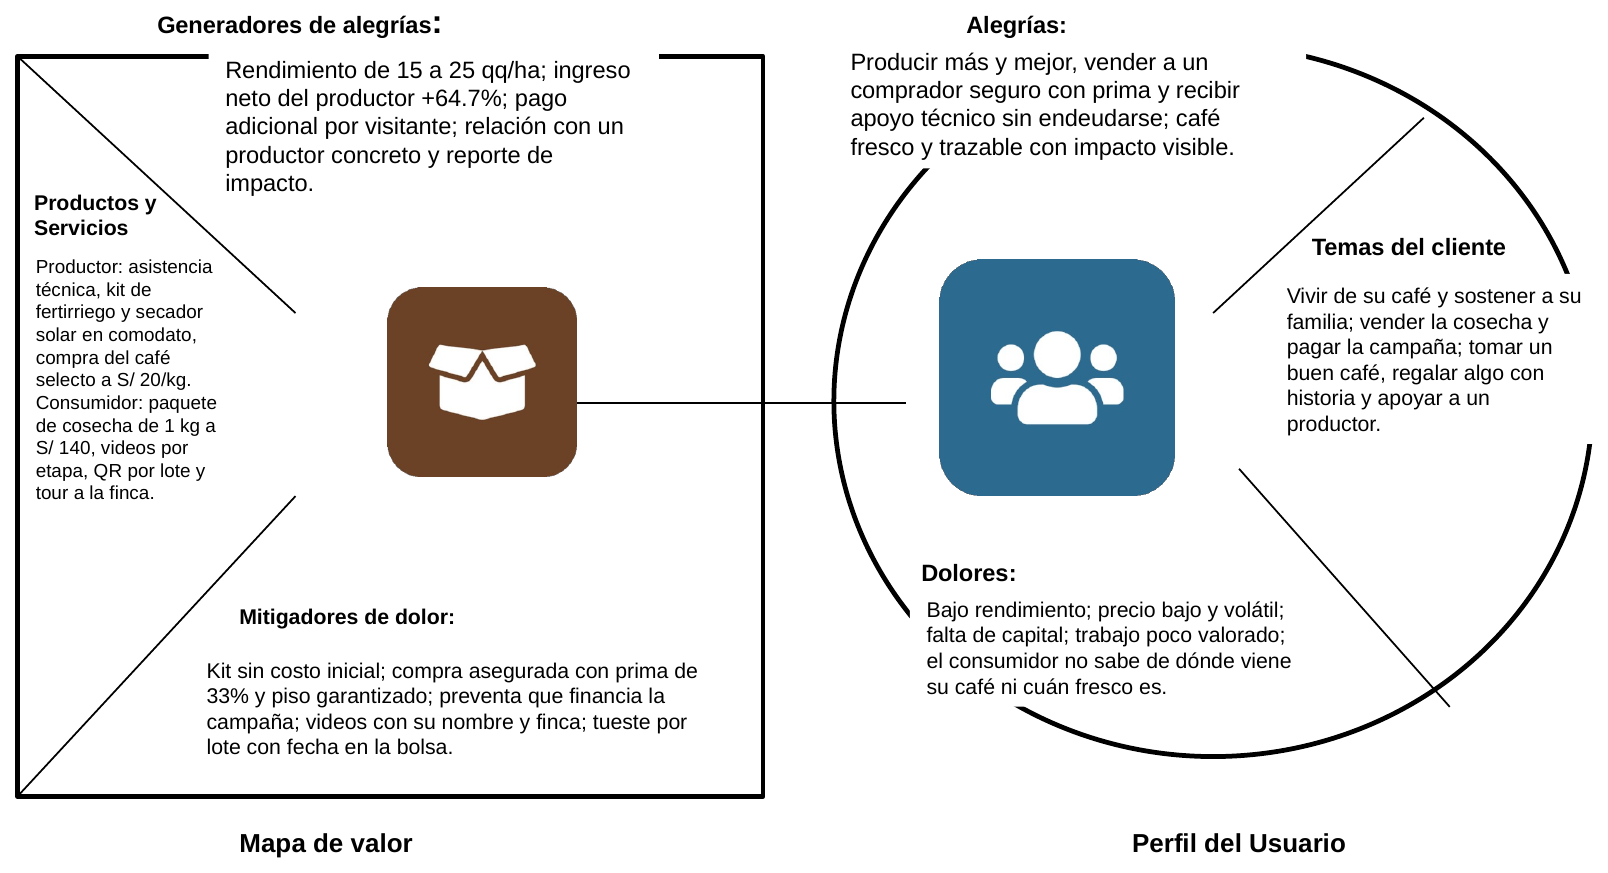 Generadores de alegrías:
Rendimiento de 15 a 25 qq/ha; ingreso
neto del productor +64.7%; pago
adicional por visitante; relación con un
productor concreto y reporte de
impacto.
Productos y
Servicios
Productor: asistencia
técnica, kit de
fertirriego y secador
solar en comodato,
compra del café
selecto a S/ 20/kg.
Consumidor: paquete
de cosecha de 1 kg a
S/ 140, videos por
etapa, QR por lote y
tour a la finca.
Mitigadores de dolor:
Kit sin costo inicial; compra asegurada con prima de
33% y piso garantizado; preventa que financia la
campaña; videos con su nombre y finca; tueste por
lote con fecha en la bolsa.
Mapa de valor
Alegrías:
Producir más y mejor, vender a un
comprador seguro con prima y recibir
apoyo técnico sin endeudarse; café
fresco y trazable con impacto visible.
Temas del cliente
Vivir de su café y sostener a su
familia; vender la cosecha y
pagar la campaña; tomar un
buen café, regalar algo con
historia y apoyar a un
productor.
Dolores:
Bajo rendimiento; precio bajo y volátil;
falta de capital; trabajo poco valorado;
el consumidor no sabe de dónde viene
su café ni cuán fresco es.
Perfil del Usuario